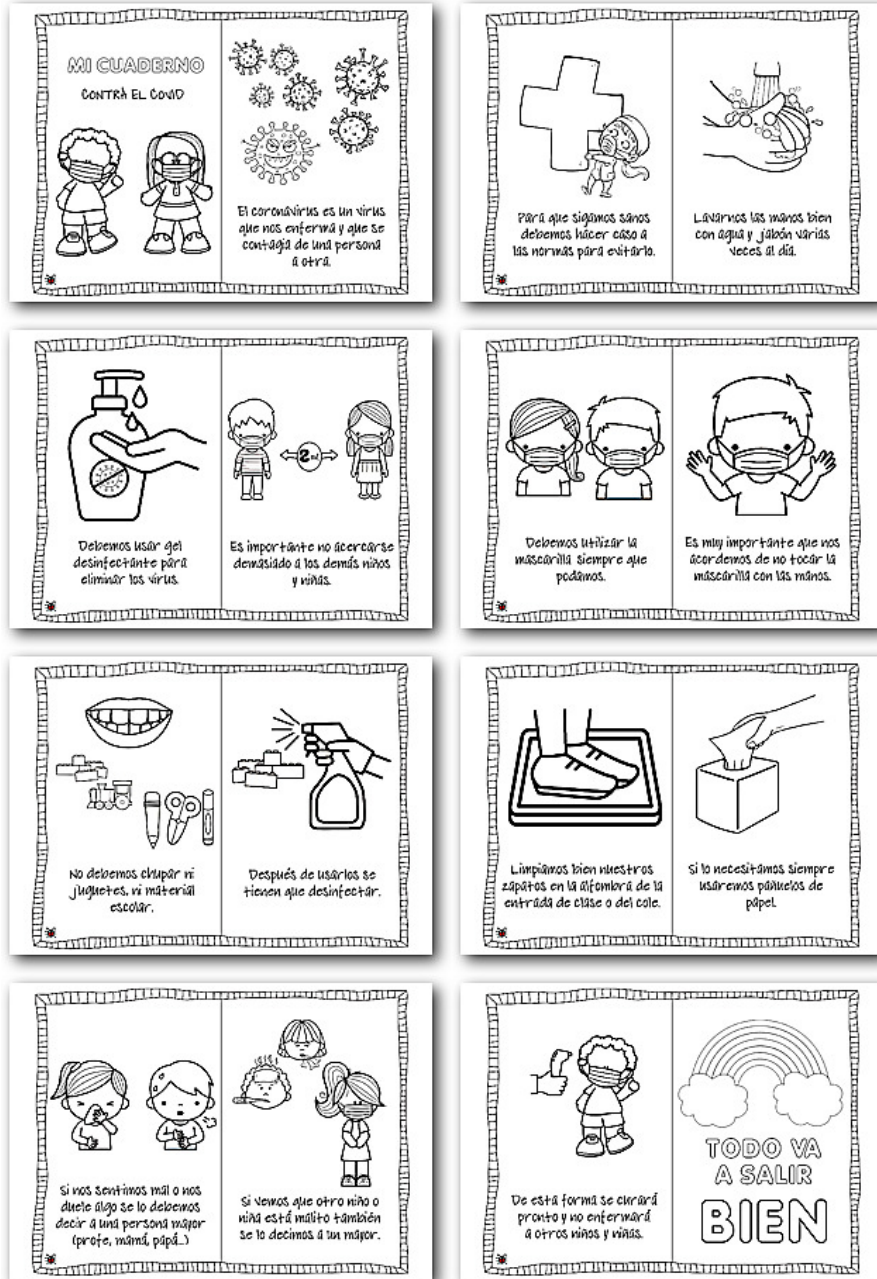 MI CUADERNO
CONTRA EL COVID
El coronavirus es un virus
que nos enferma y que se
contagia de una persona
a otra.
Para que sigamos sanos
debemos hacer caso a
las normas para evitarlo.
Lavarnos las manos bien
con agua y jabón varias
veces al día.
Debemos usar gel
desinfectante para
eliminar los virus.
2m
Es importante no acercarse
demasiado a los demás niños
y niñas.
Debemos utilizar la
mascarilla siempre que
podamos.
Es muy importante que nos
acordemos de no tocar la
mascarilla con las manos.
No debemos chupar ni
juguetes, ni material
escolar.
Después de usarlos se
tienen que desinfectar.
Limpiamos bien nuestros
zapatos en la alfombra de la
entrada de clase o del cole.
Si lo necesitamos siempre
usaremos pañuelos de
papel.
Si nos sentimos mal o nos
duele algo se lo debemos
decir a una persona mayor
(profe, mamá, papá...)
Si vemos que otro niño o
niña está malito también
se lo decimos a un mayor.
De esta forma se curará
pronto y no enfermará
a otros niños y niñas.
TODO VA
A SALIR
BIEN